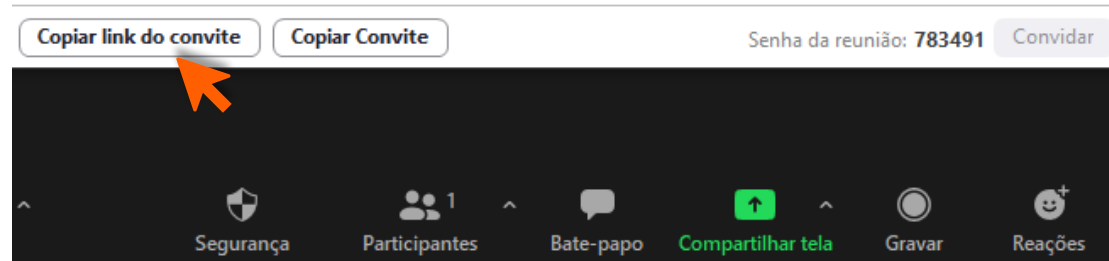 Copiar link do convite Copiar Convite Senha da reunião: 783491 Convidar
1
Segurança Participantes Bate-papo Compartilhar tela Gravar Reações